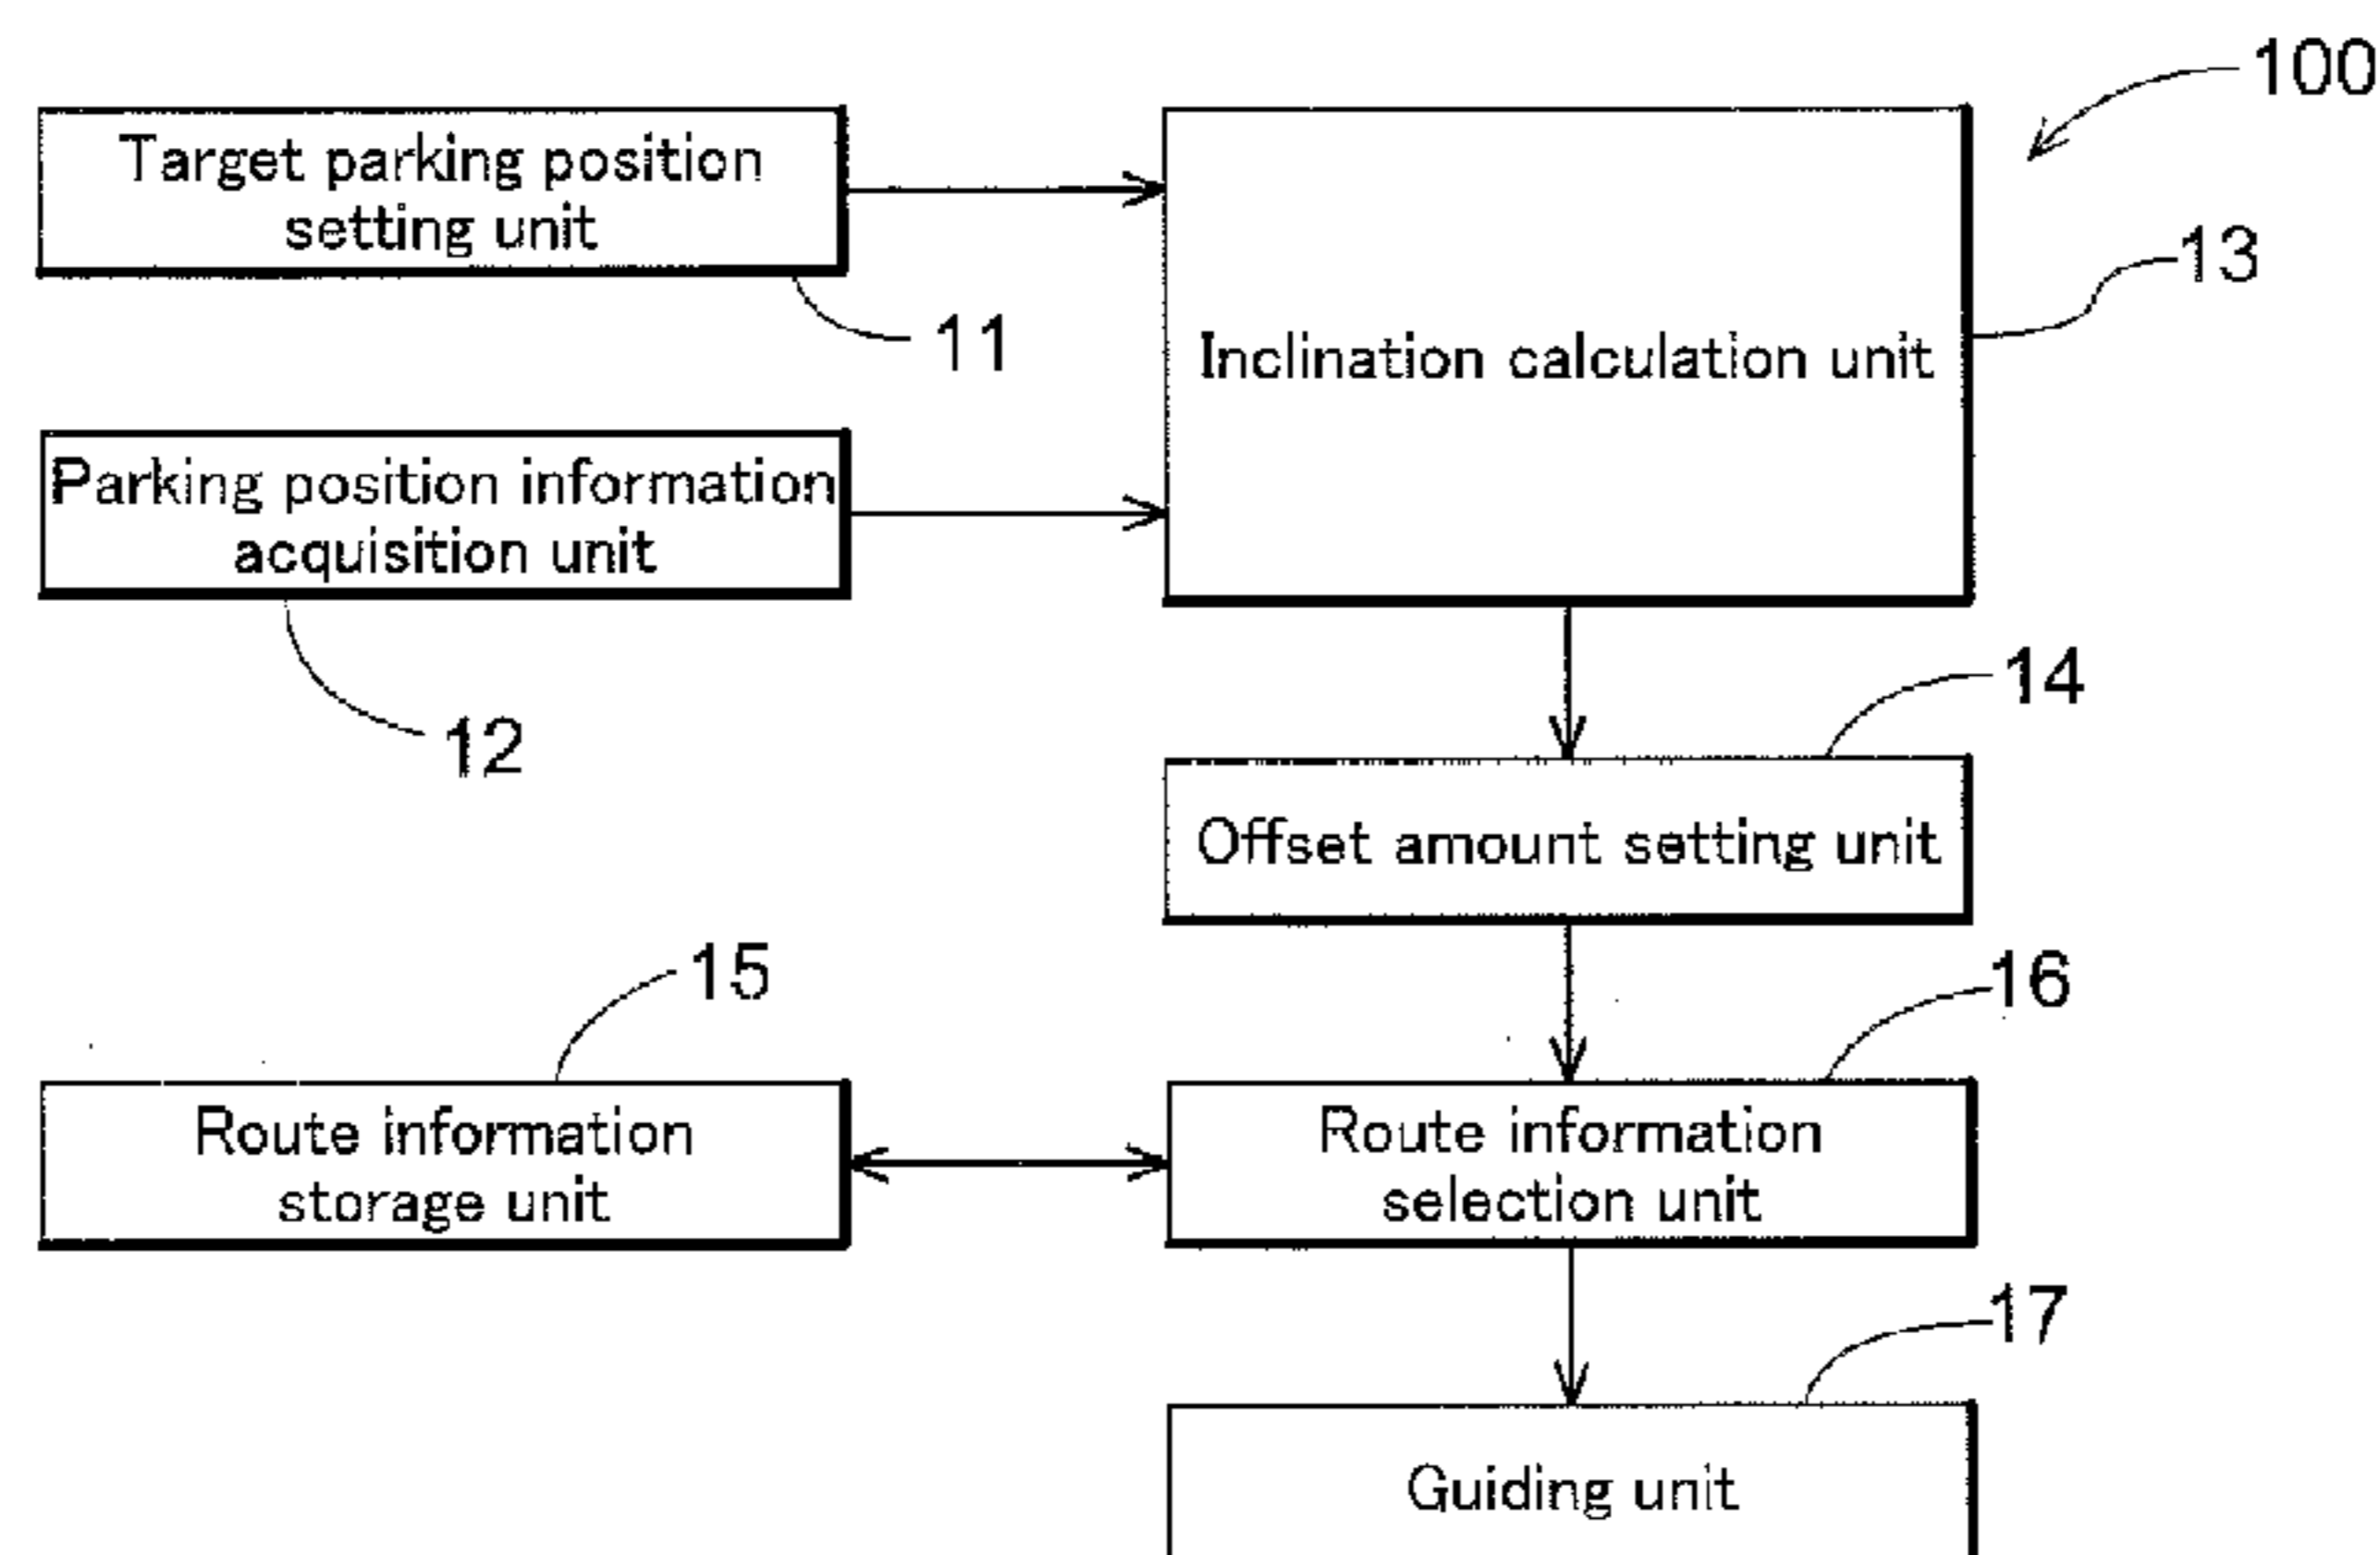 100
Target parking position
setting unit
11
Inclination calculation unit
13
Parking position information
acquisition unit
12
14
Offset amount setting unit
15
16
Route information
storage unit
Route information
selection unit
17
Guiding unit